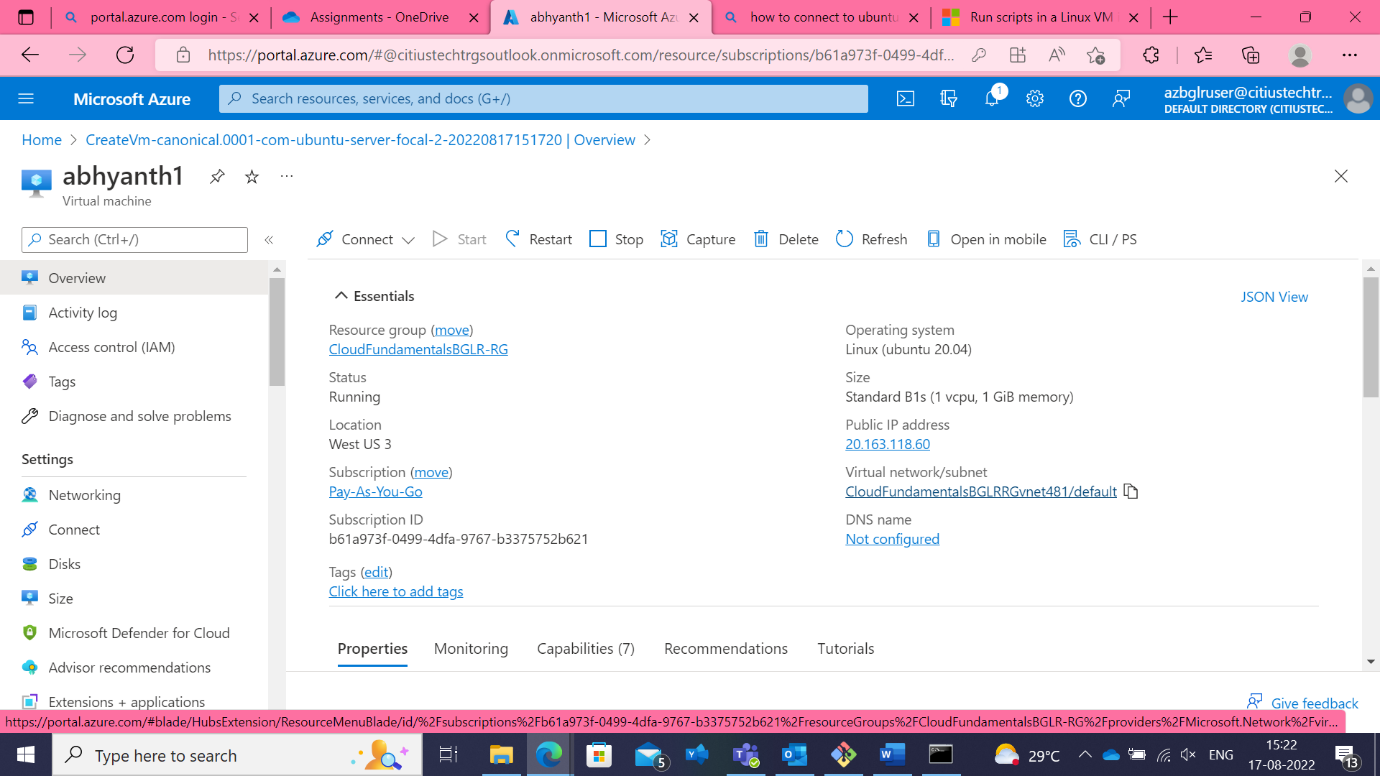 portal.azure.com login - S
Assignments - OneDrive
abhyanth1 - Microsoft Az
how to connect to ubuntu
Run scripts in a Linux VM
https://portal.azure.com/#@citiustechtrgsoutlook.onmicrosoft.com/resource/subscriptions/b61a973f-0499-4df...
Microsoft Azure
Search resources, services, and docs (G+/)
1
azbglruser@citiustechtr...
DEFAULT DIRECTORY (CITIUSTEC...
Home > CreateVm-canonical.0001-com-ubuntu-server-focal-2-20220817151720 | Overview >
abhyanth1
Virtual machine
Search (Ctrl+/)
Connect
Start
Restart
Stop
Capture
Delete
Refresh
Open in mobile
CLI / PS
Overview
Activity log
Access control (IAM)
Tags
Diagnose and solve problems
Settings
Networking
Connect
Disks
Size
Microsoft Defender for Cloud
Advisor recommendations
Extensions + applications
Essentials
JSON View
Resource group (move)
CloudFundamentalsBGLR-RG
Status
Running
Location
West US 3
Subscription (move)
Pay-As-You-Go
Subscription ID
b61a973f-0499-4dfa-9767-b3375752b621
Tags (edit)
Click here to add tags
Operating system
Linux (ubuntu 20.04)
Size
Standard B1s (1 vcpu, 1 GiB memory)
Public IP address
20.163.118.60
Virtual network/subnet
CloudFundamentalsBGLRRGvnet481/default
DNS name
Not configured
Properties
Monitoring
Capabilities (7)
Recommendations
Tutorials
Give feedback
https://portal.azure.com/#blade/HubsExtension/ResourceMenuBlade/id/%2Fsubscriptions%2Fb61a973f-0499-4dfa-9767-b3375752b621%2FresourceGroups%2FCloudFundamentalsBGLR-RG%2Fproviders%2FMicrosoft.Network%2Fvir...
Type here to search
5
29°C
ENG
15:22
17-08-2022
13